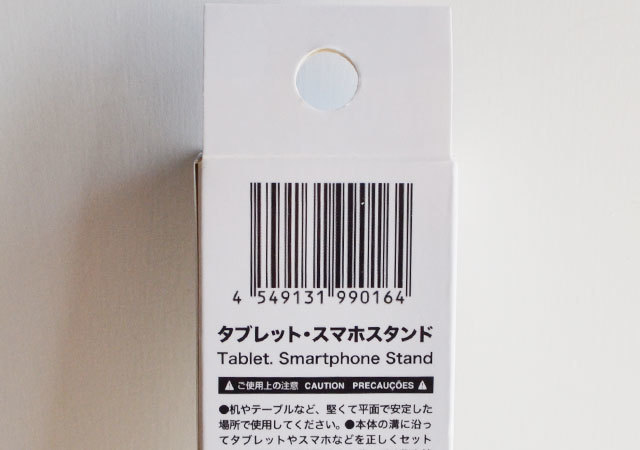 4 549131 990164
タブレット・スマホスタンド
Tablet. Smartphone Stand
ご使用上の注意 CAUTION PRECAUÇÕES
●机やテーブルなど、堅くて平面で安定した
場所で使用してください。●本体の溝に沿っ
てタブレットやスマホなどを正しくセット